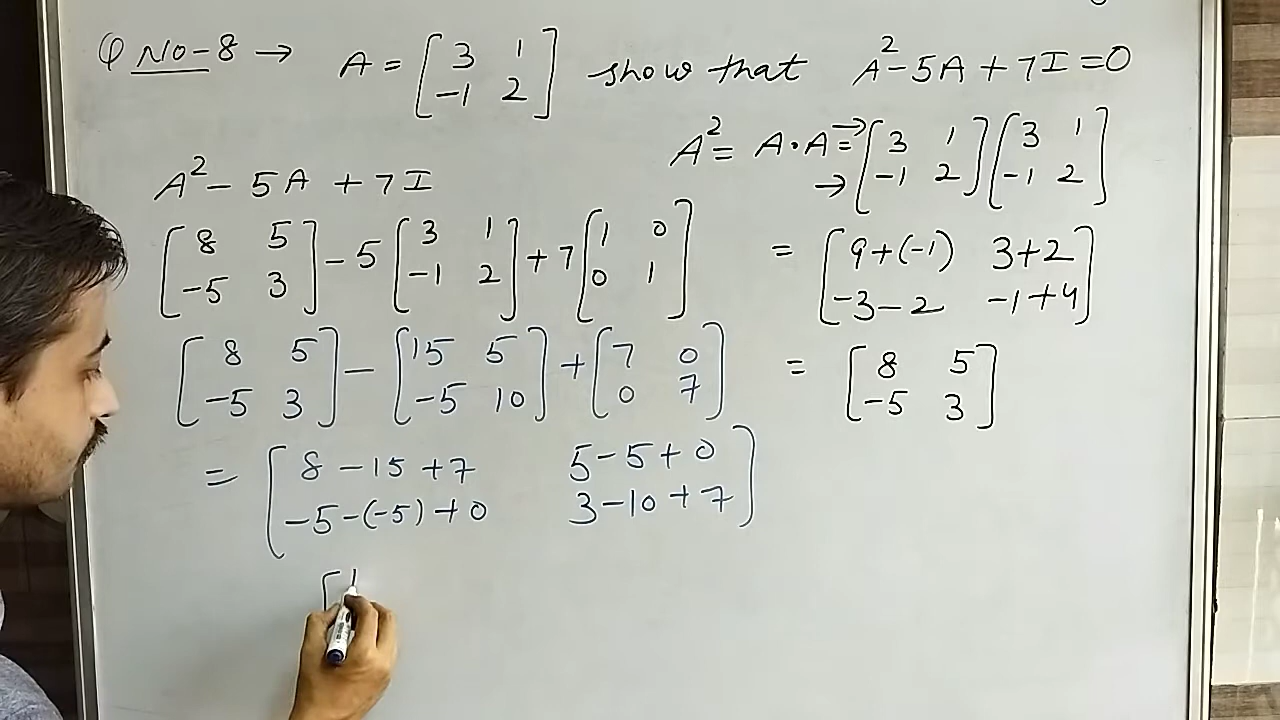 Q No-8 → A = [ 3 1 ] show that A² - 5A + 7I = 0
[ -1 2 ]
A² - 5A + 7I
[ 8 5 ] - 5 [ 3 1 ] + 7 [ 1 0 ]
[ -5 3 ] [ -1 2 ] [ 0 1 ]
[ 8 5 ] - [ 15 5 ] + [ 7 0 ]
[ -5 3 ] [ -5 10 ] [ 0 7 ]
= [ 8 - 15 + 7 5 - 5 + 0 ]
[ -5 - (-5) + 0 3 - 10 + 7 ]
[
A² = A · A = → [ 3 1 ] [ 3 1 ]
→ [ -1 2 ] [ -1 2 ]
= [ 9 + (-1) 3 + 2 ]
[ -3 - 2 -1 + 4 ]
= [ 8 5 ]
[ -5 3 ]